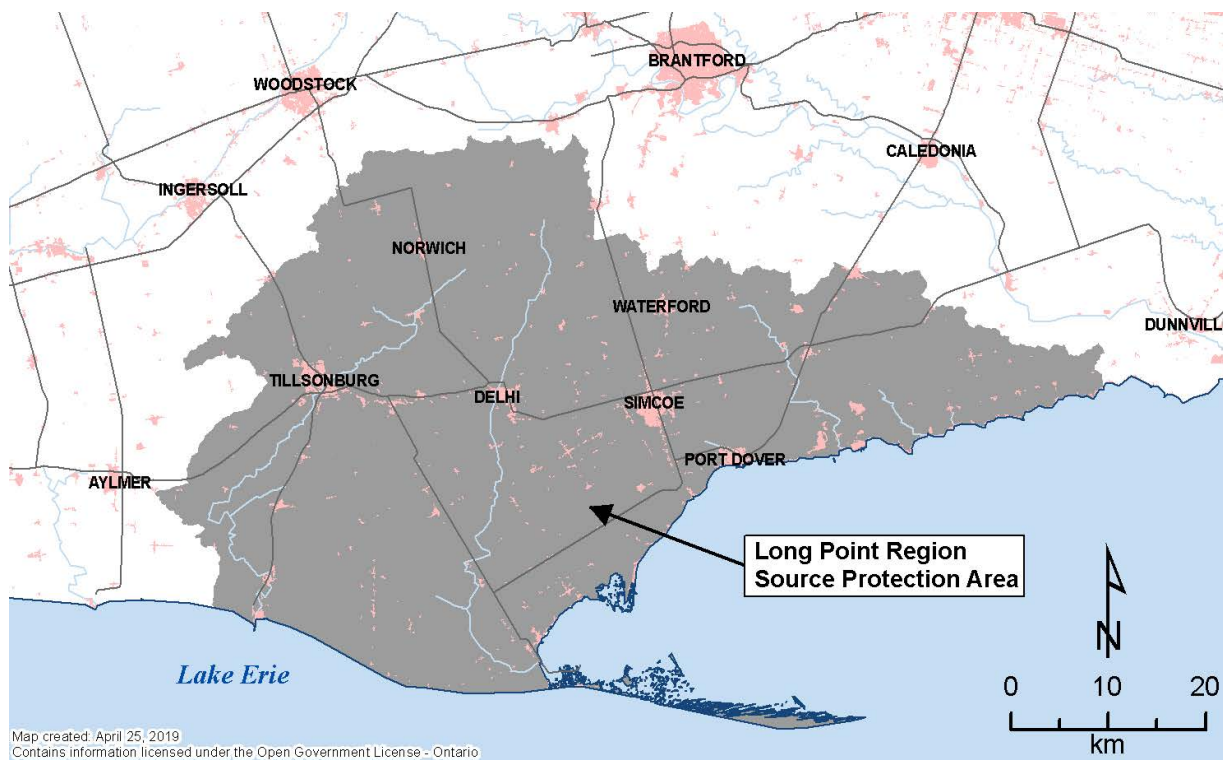 BRANTFORD
WOODSTOCK
CALEDONIA
INGERSOLL
NORWICH
WATERFORD
DUNNVILL
TILLSONBURG
DELHI
SIMCOE
PORT DOVER
AYLMER
Long Point Region
Source Protection Area
Lake Erie
N
0 10 20
km
Map created: April 25, 2019
Contains information licensed under the Open Government License - Ontario